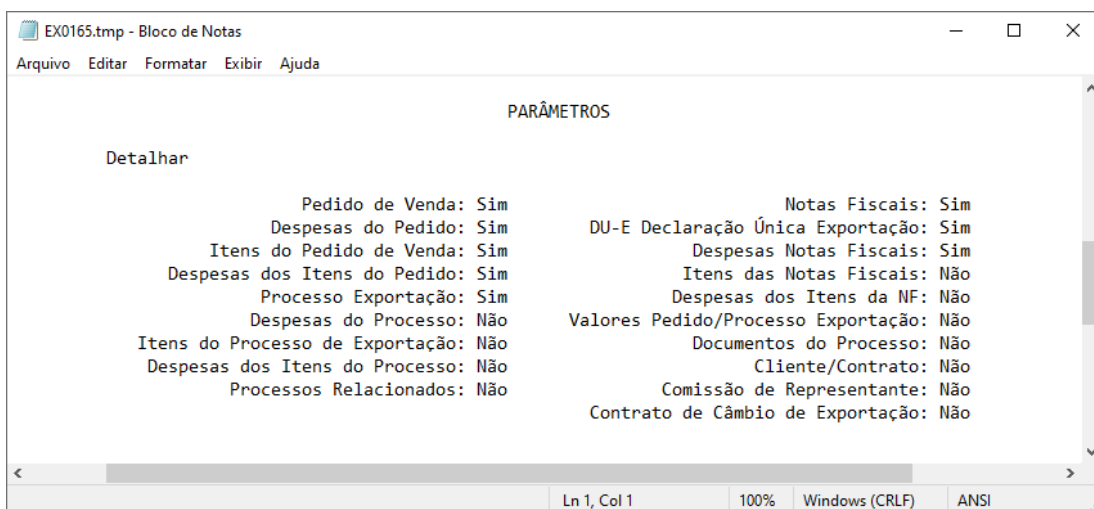 EX0165.tmp - Bloco de Notas
Arquivo Editar Formatar Exibir Ajuda
PARÂMETROS
Detalhar
Pedido de Venda: Sim Notas Fiscais: Sim
Despesas do Pedido: Sim DU-E Declaração Única Exportação: Sim
Itens do Pedido de Venda: Sim Despesas Notas Fiscais: Sim
Despesas dos Itens do Pedido: Sim Itens das Notas Fiscais: Não
Processo Exportação: Sim Despesas dos Itens da NF: Não
Despesas do Processo: Não Valores Pedido/Processo Exportação: Não
Itens do Processo de Exportação: Não Documentos do Processo: Não
Despesas dos Itens do Processo: Não Cliente/Contrato: Não
Processos Relacionados: Não Comissão de Representante: Não
Contrato de Câmbio de Exportação: Não
Ln 1, Col 1 100% Windows (CRLF) ANSI